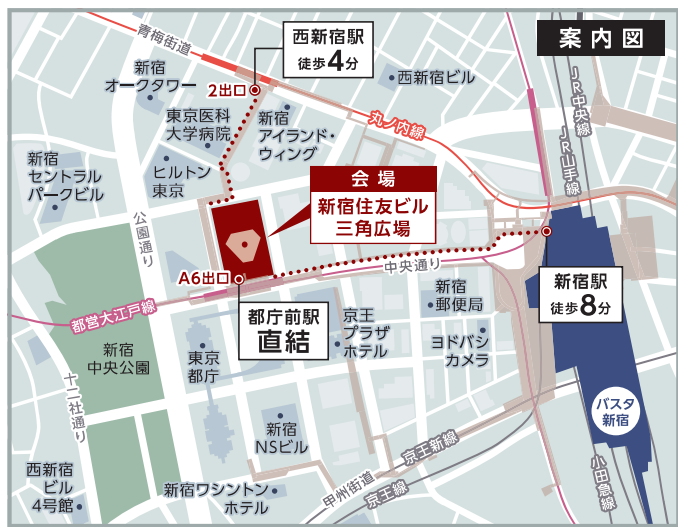 案内図
青梅街道
西新宿駅
徒歩4分
2出口
新宿
オークタワー
東京医科
大学病院
新宿
アイランド・
ウィング
西新宿ビル
丸ノ内線
JR中央線
JR山手線
新宿
セントラル
パークビル
ヒルトン
東京
会場
新宿住友ビル
三角広場
公園通り
A6出口
中央通り
新宿駅
徒歩8分
都営大江戸線
都庁前駅
直結
新宿
中央公園
東京
都庁
京王
プラザ
ホテル
新宿
郵便局
ヨドバシ
カメラ
十二社通り
新宿
NSビル
バスタ
新宿
京王新線
甲州街道
京王線
小田急線
西新宿
ビル
4号館
新宿ワシントン
ホテル